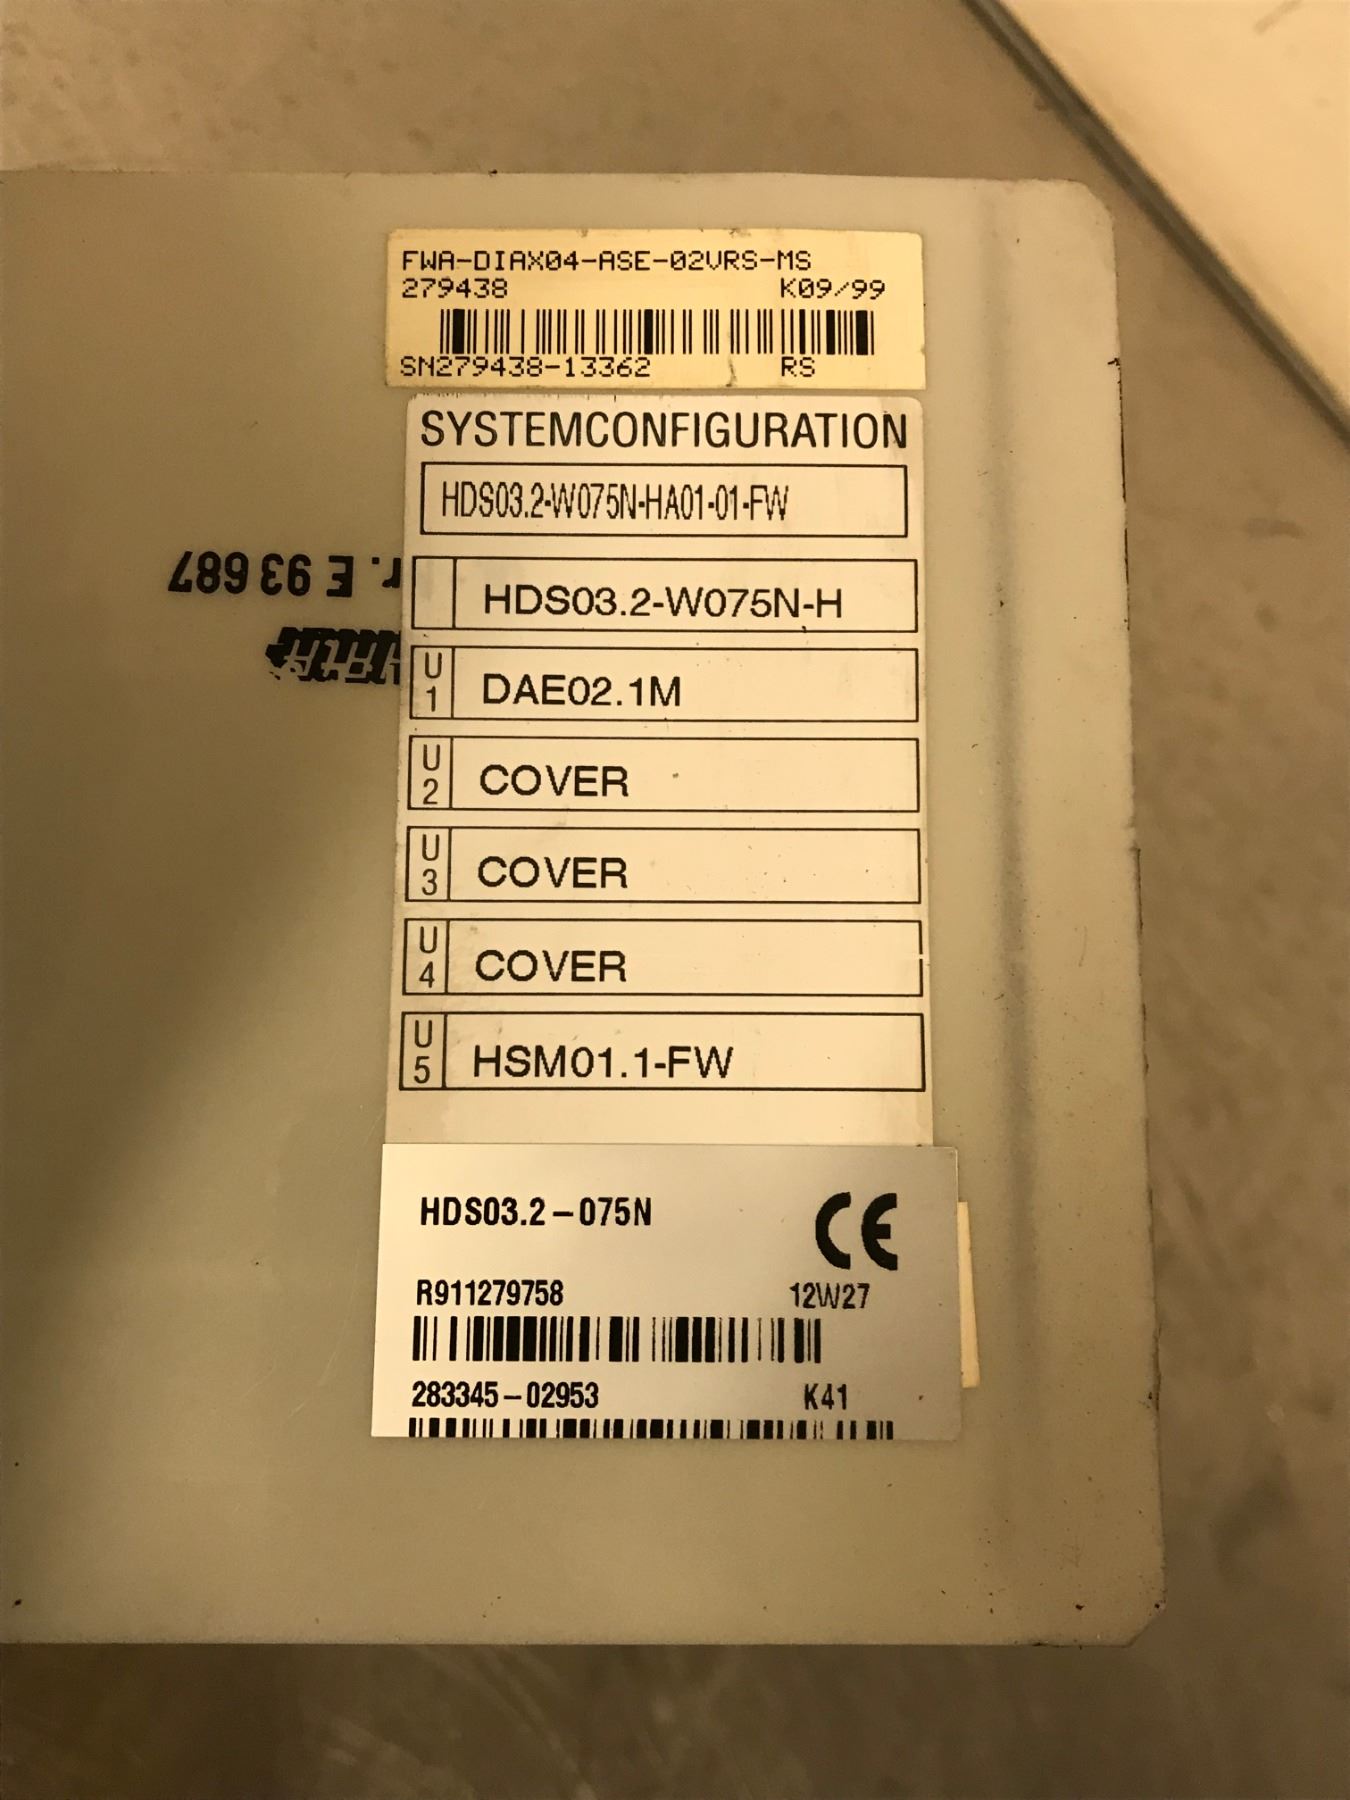 FWA-DIAX04-ASE-02VRS-MS
279438 K09/99
SN279438-13362 RS
SYSTEMCONFIGURATION
HDS03.2-W075N-HA01-01-FW
HDS03.2-W075N-H
U1 DAE02.1M
U2 COVER
U3 COVER
U4 COVER
U5 HSM01.1-FW
HDS03.2-075N CE
R911279758 12W27
283345-02953 K41
r. E 93 687